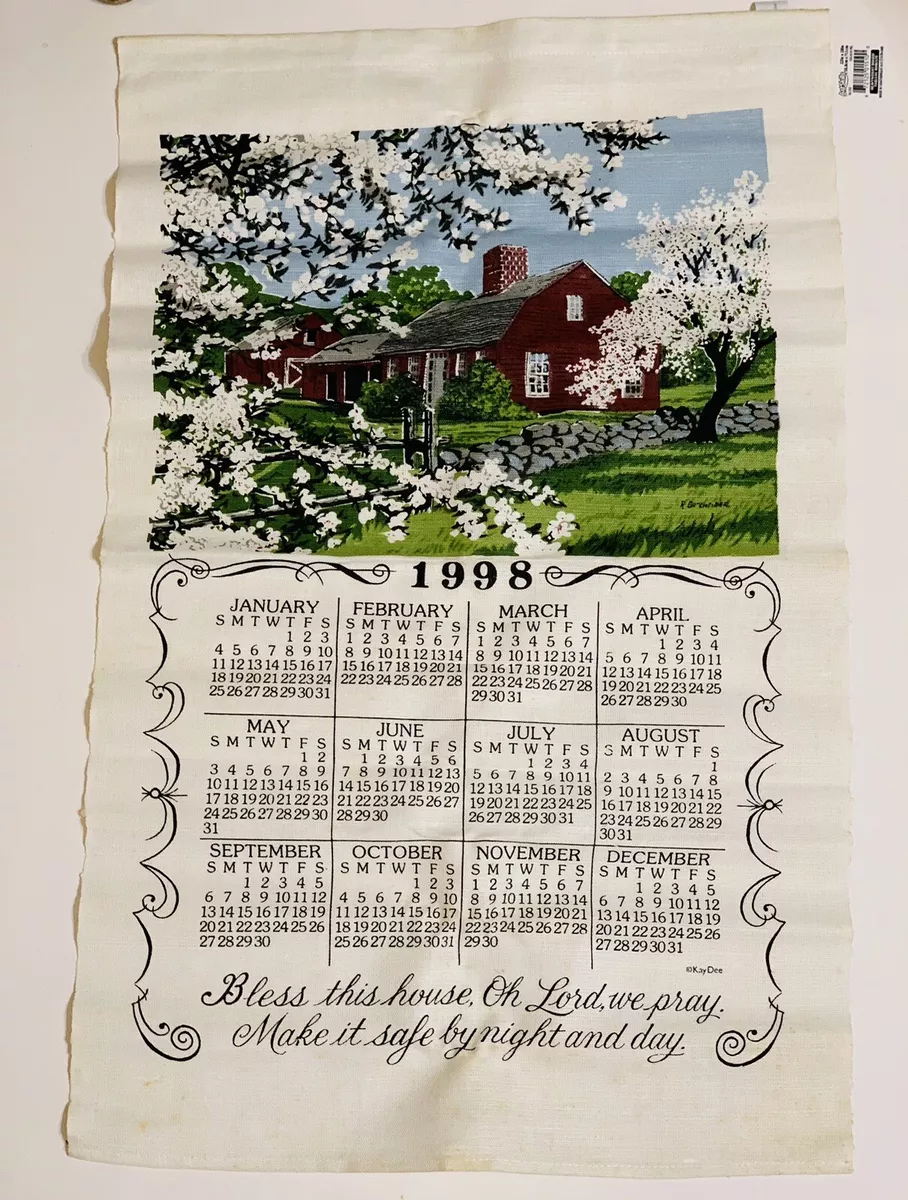 1998
JANUARY
S M T W T F S
1 2 3
4 5 6 7 8 9 10
11 12 13 14 15 16 17
18 19 20 21 22 23 24
25 26 27 28 29 30 31
FEBRUARY
S M T W T F S
1 2 3 4 5 6 7
8 9 10 11 12 13 14
15 16 17 18 19 20 21
22 23 24 25 26 27 28
MARCH
S M T W T F S
1 2 3 4 5 6 7
8 9 10 11 12 13 14
15 16 17 18 19 20 21
22 23 24 25 26 27 28
29 30 31
APRIL
S M T W T F S
1 2 3 4
5 6 7 8 9 10 11
12 13 14 15 16 17 18
19 20 21 22 23 24 25
26 27 28 29 30
MAY
S M T W T F S
1 2
3 4 5 6 7 8 9
10 11 12 13 14 15 16
17 18 19 20 21 22 23
24 25 26 27 28 29 30
31
JUNE
S M T W T F S
1 2 3 4 5 6
7 8 9 10 11 12 13
14 15 16 17 18 19 20
21 22 23 24 25 26 27
28 29 30
JULY
S M T W T F S
1 2 3 4
5 6 7 8 9 10 11
12 13 14 15 16 17 18
19 20 21 22 23 24 25
26 27 28 29 30 31
AUGUST
S M T W T F S
1
2 3 4 5 6 7 8
9 10 11 12 13 14 15
16 17 18 19 20 21 22
23 24 25 26 27 28 29
30 31
SEPTEMBER
S M T W T F S
1 2 3 4 5
6 7 8 9 10 11 12
13 14 15 16 17 18 19
20 21 22 23 24 25 26
27 28 29 30
OCTOBER
S M T W T F S
1 2 3
4 5 6 7 8 9 10
11 12 13 14 15 16 17
18 19 20 21 22 23 24
25 26 27 28 29 30 31
NOVEMBER
S M T W T F S
1 2 3 4 5 6 7
8 9 10 11 12 13 14
15 16 17 18 19 20 21
22 23 24 25 26 27 28
29 30
DECEMBER
S M T W T F S
1 2 3 4 5
6 7 8 9 10 11 12
13 14 15 16 17 18 19
20 21 22 23 24 25 26
27 28 29 30 31
©Kay Dee
Bless this house, Oh Lord, we pray.
Make it safe by night and day.